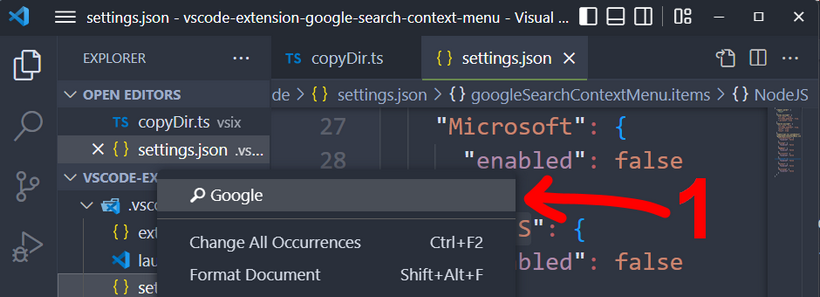 settings.json - vscode-extension-google-search-context-menu - Visual ...
EXPLORER ...
TS copyDir.ts
{ } settings.json
OPEN EDITORS
TS copyDir.ts vsix
{ } settings.json .vs...
de > { } settings.json > { } googleSearchContextMenu.items > { } NodeJS
27 "Microsoft": {
28 "enabled": false
VSCODE-EX
Google
1
.vsc
S": {
{ } ext
Change All Occurrences Ctrl+F2
lau
Format Document Shift+Alt+F
abled": false
{ } set